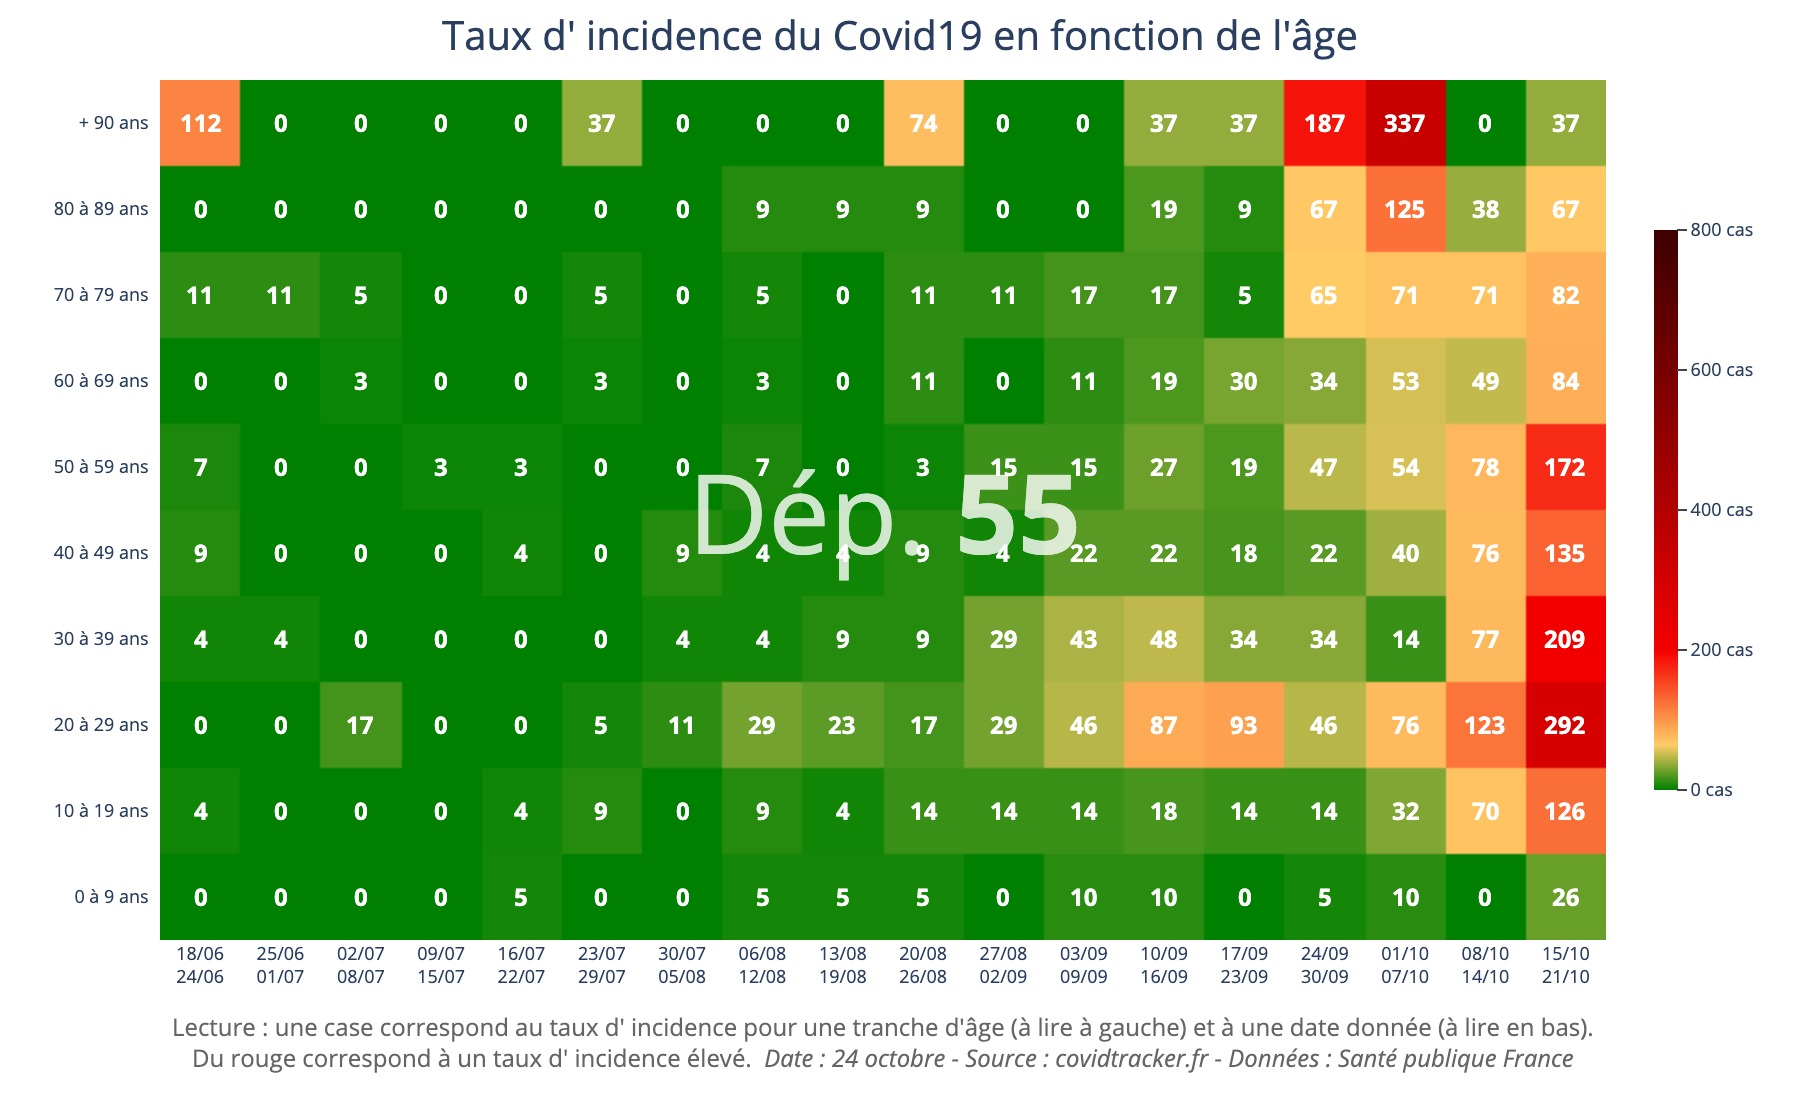 Taux d' incidence du Covid19 en fonction de l'âge
+ 90 ans 112 0 0 0 0 37 0 0 0 74 0 0 37 37 187 337 0 37
80 à 89 ans 0 0 0 0 0 0 0 9 9 9 0 0 19 9 67 125 38 67
800 cas
70 à 79 ans 11 11 5 0 0 5 0 5 0 11 11 17 17 5 65 71 71 82
600 cas
60 à 69 ans 0 0 3 0 0 3 0 3 0 11 0 11 19 30 34 53 49 84
50 à 59 ans 7 0 0 3 3 0 0 7 0 3 15 15 27 19 47 54 78 172
Dép. 55
400 cas
40 à 49 ans 9 0 0 0 4 0 9 4 4 9 4 22 22 18 22 40 76 135
30 à 39 ans 4 4 0 0 0 0 4 4 9 9 29 43 48 34 34 14 77 209
200 cas
20 à 29 ans 0 0 17 0 0 5 11 29 23 17 29 46 87 93 46 76 123 292
0 cas
10 à 19 ans 4 0 0 0 4 9 0 9 4 14 14 14 18 14 14 32 70 126
0 à 9 ans 0 0 0 0 5 0 0 5 5 5 0 10 10 0 5 10 0 26
18/06 25/06 02/07 09/07 16/07 23/07 30/07 06/08 13/08 20/08 27/08 03/09 10/09 17/09 24/09 01/10 08/10 15/10
24/06 01/07 08/07 15/07 22/07 29/07 05/08 12/08 19/08 26/08 02/09 09/09 16/09 23/09 30/09 07/10 14/10 21/10
Lecture : une case correspond au taux d' incidence pour une tranche d'âge (à lire à gauche) et à une date donnée (à lire en bas).
Du rouge correspond à un taux d' incidence élevé. Date : 24 octobre - Source : covidtracker.fr - Données : Santé publique France